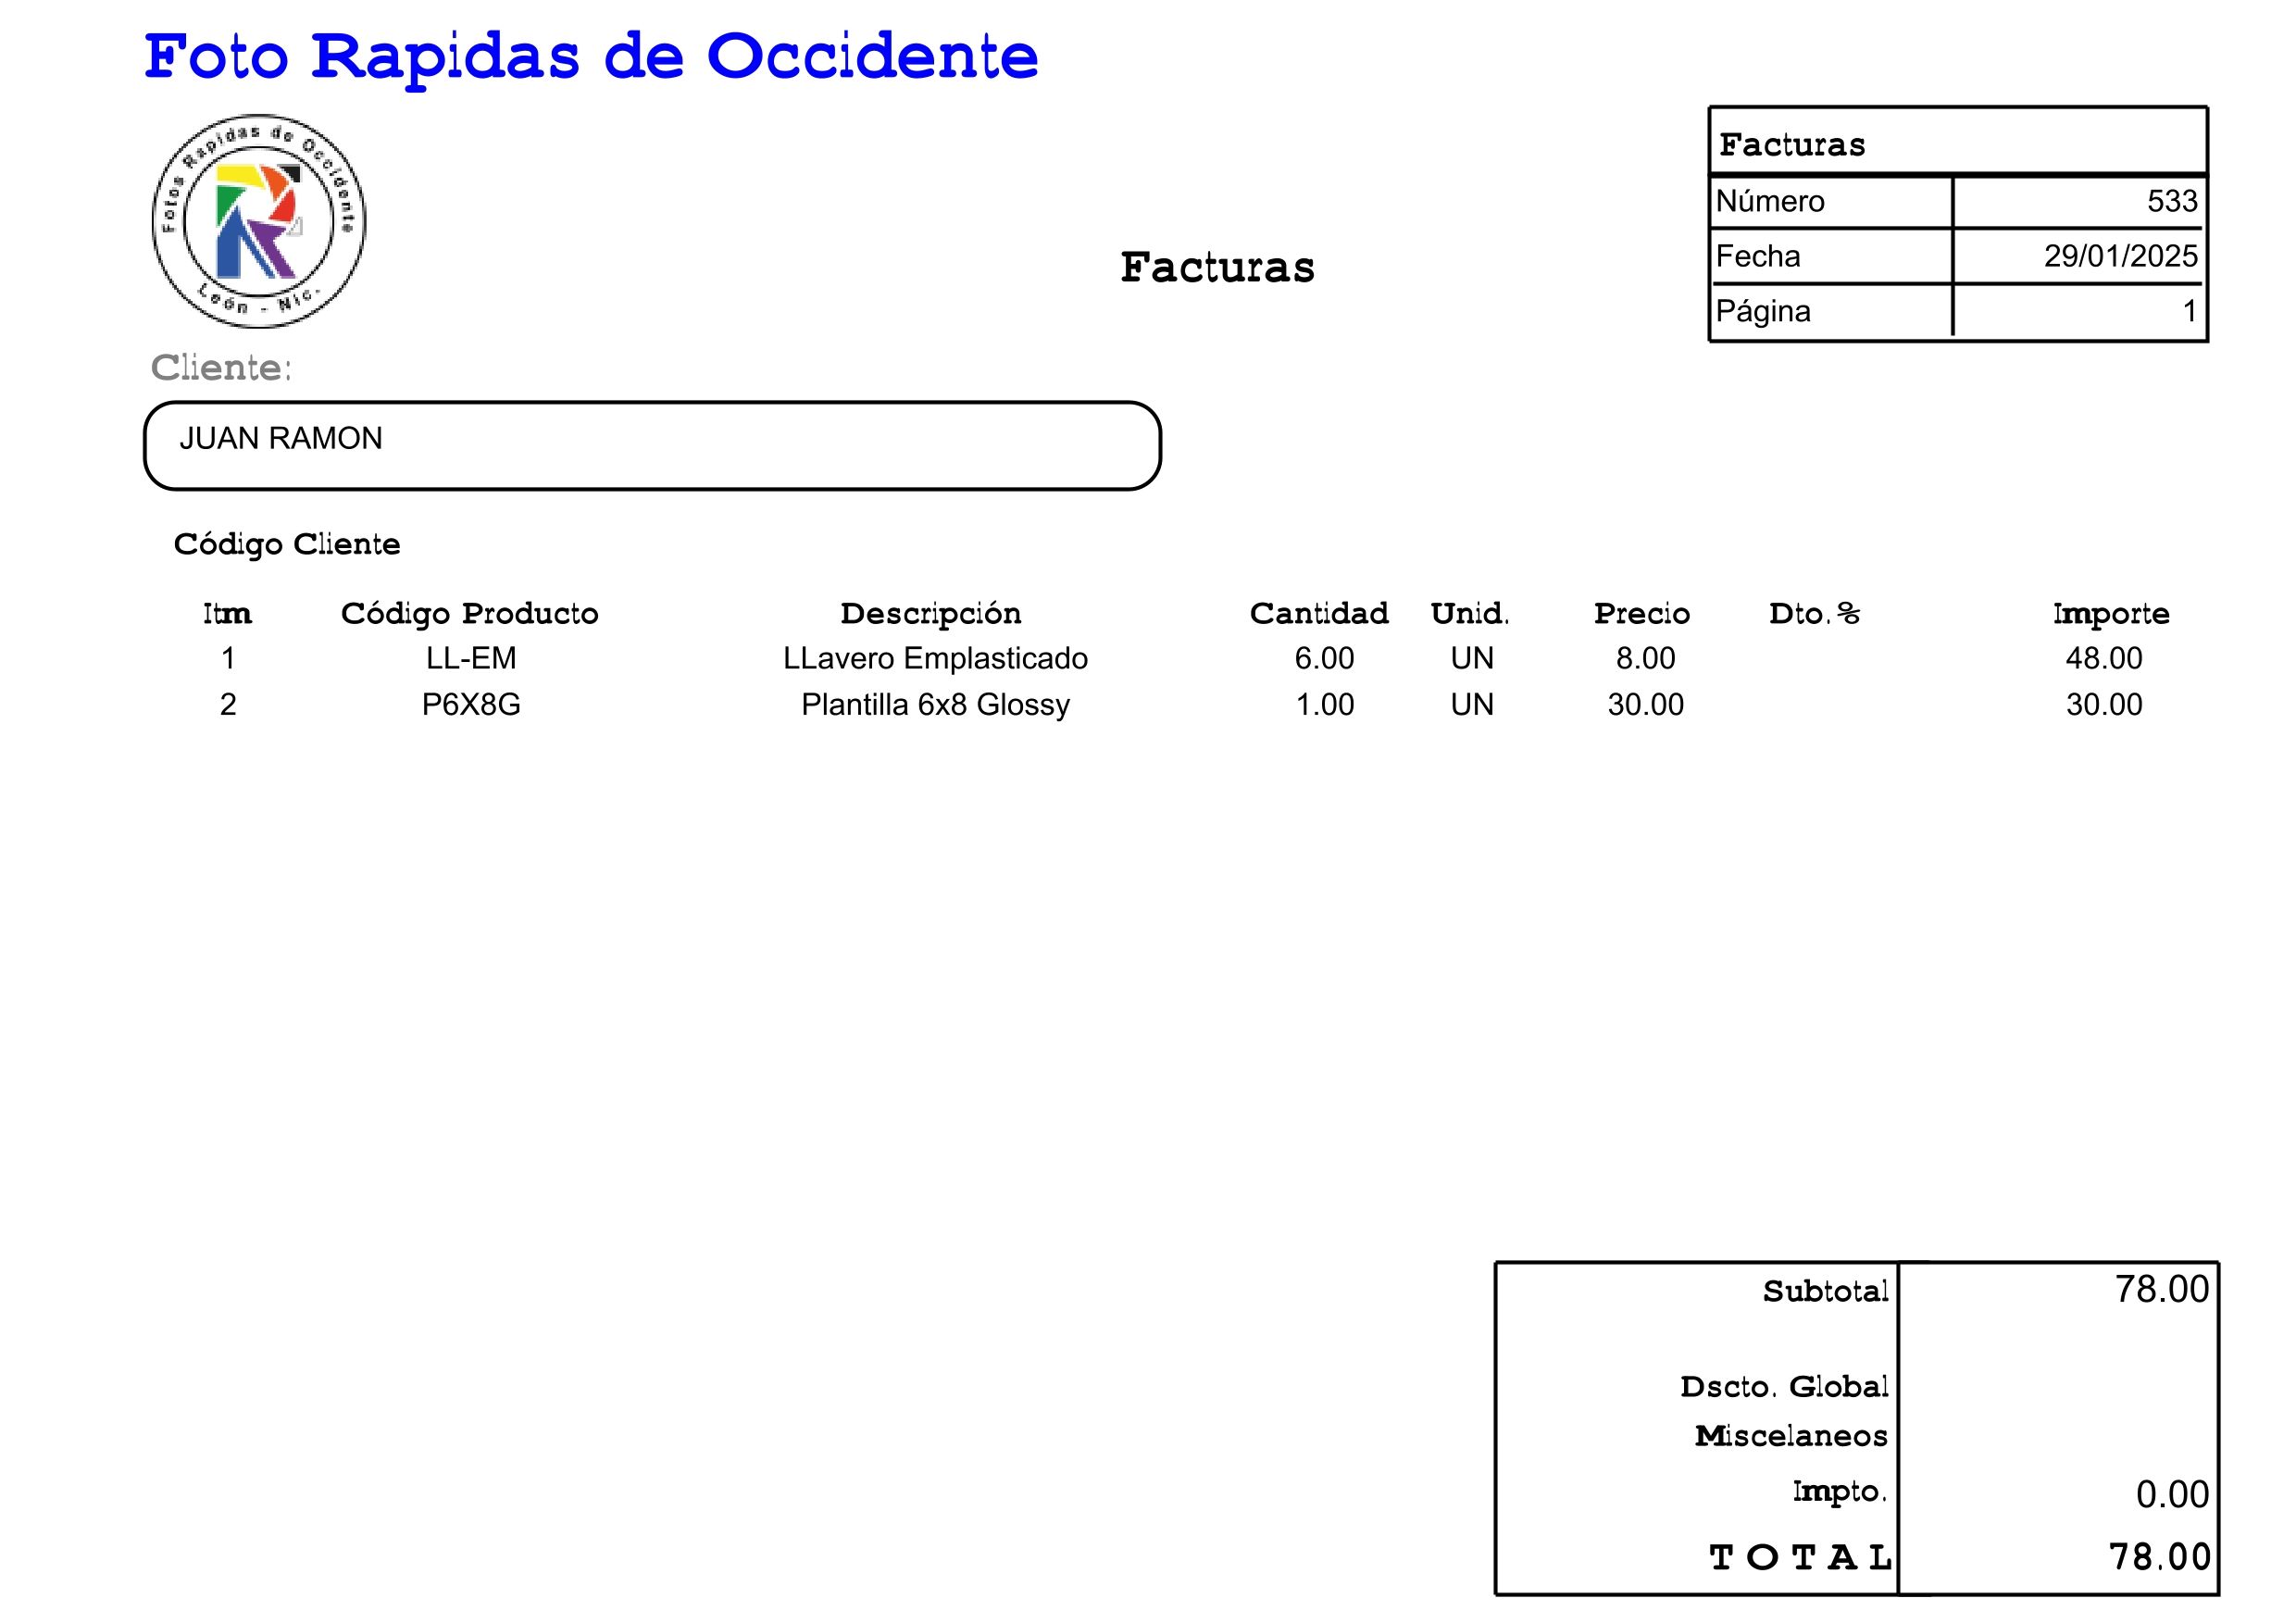 Foto Rapidas de Occidente
Fotos Rapidas de Occidente
León - Nic.
Facturas
Facturas
Número 533
Fecha 29/01/2025
Página 1
Cliente:
JUAN RAMON
Código Cliente
Itm Código Producto Descripción Cantidad Unid. Precio Dto.% Importe
1 LL-EM LLavero Emplasticado 6.00 UN 8.00 48.00
2 P6X8G Plantilla 6x8 Glossy 1.00 UN 30.00 30.00
Subtotal 78.00
Dscto. Global
Miscelaneos
Impto. 0.00
TOTAL 78.00